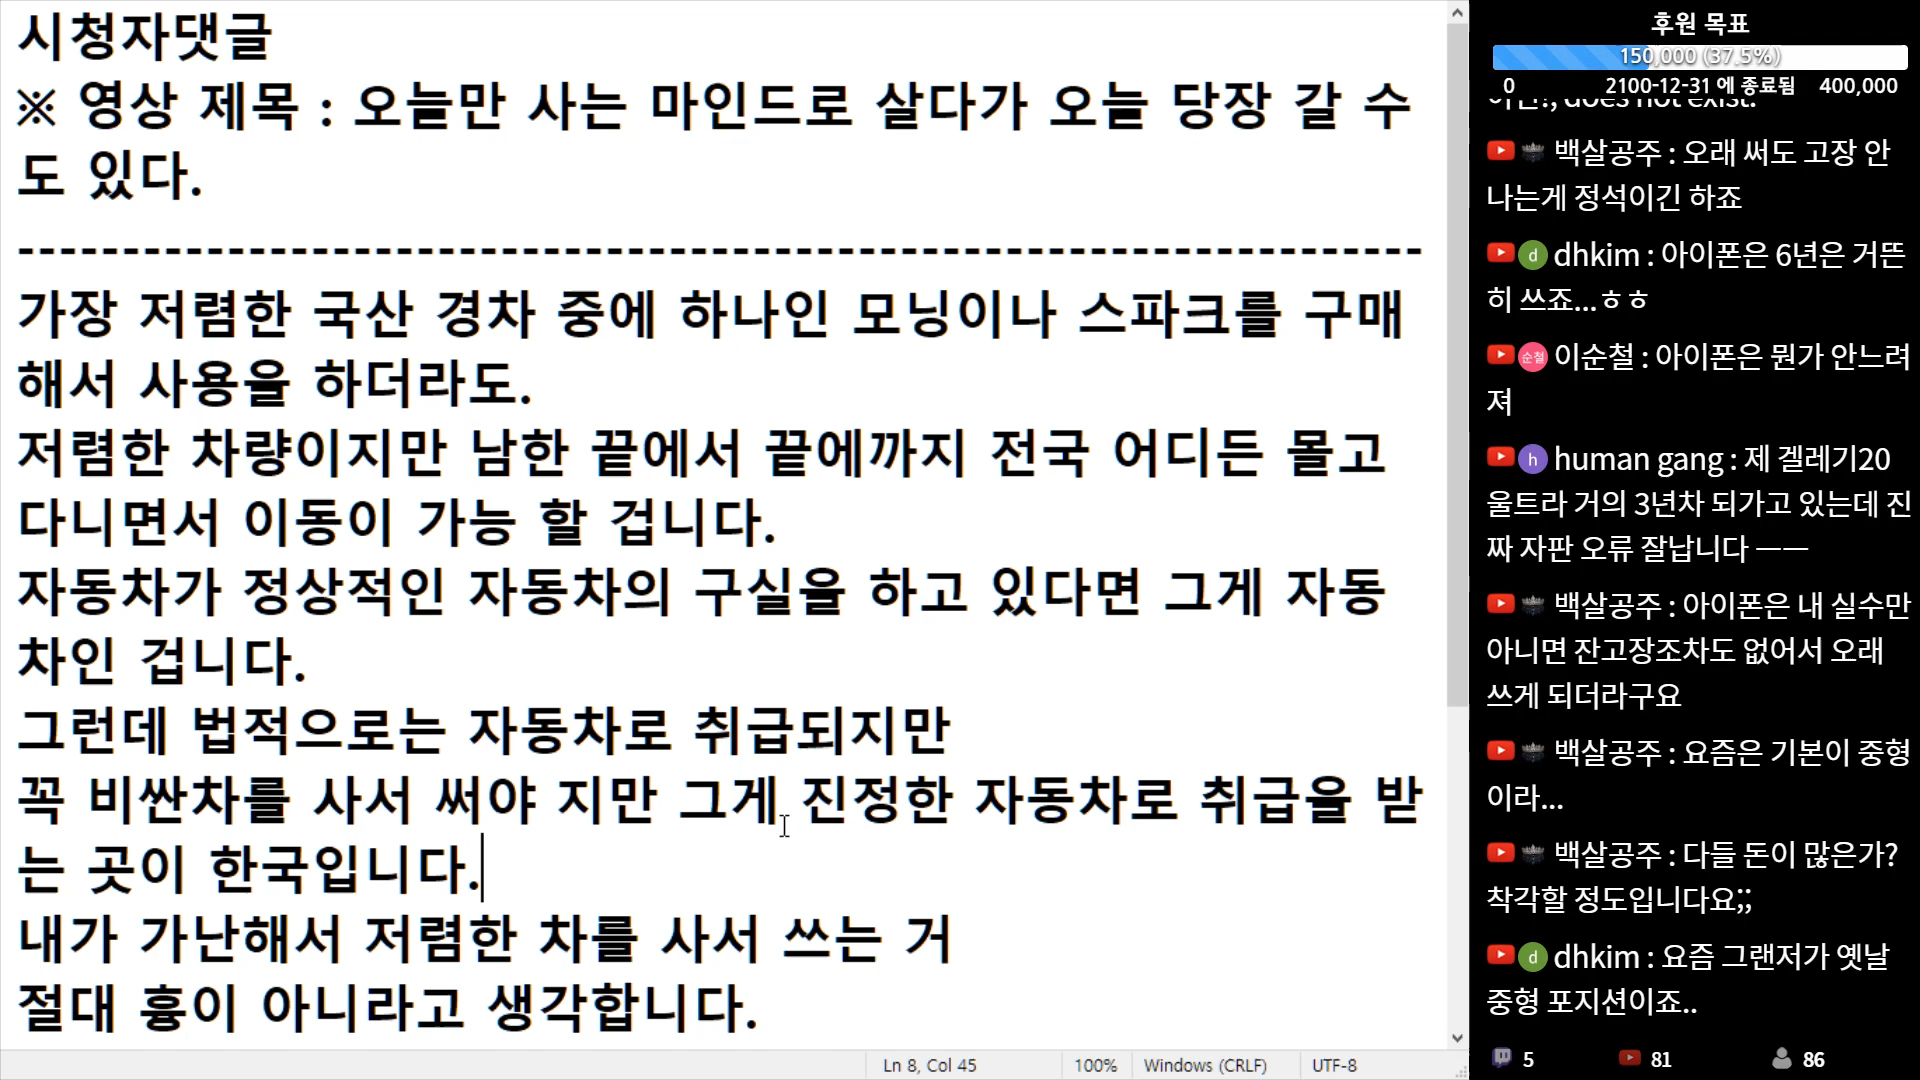 시청자댓글
※ 영상 제목 : 오늘만 사는 마인드로 살다가 오늘 당장 갈 수
도 있다.
----------------------------------------------------------
가장 저렴한 국산 경차 중에 하나인 모닝이나 스파크를 구매
해서 사용을 하더라도.
저렴한 차량이지만 남한 끝에서 끝에까지 전국 어디든 몰고
다니면서 이동이 가능 할 겁니다.
자동차가 정상적인 자동차의 구실을 하고 있다면 그게 자동
차인 겁니다.
그런데 법적으로는 자동차로 취급되지만
꼭 비싼차를 사서 써야 지만 그게 진정한 자동차로 취급을 받
는 곳이 한국입니다.
내가 가난해서 저렴한 차를 사서 쓰는 거
절대 흉이 아니라고 생각합니다.
Ln 8, Col 45
100%
Windows (CRLF)
UTF-8
후원 목표
150,000 (37.5%)
0 2100-12-31 에 종료됨 400,000
does not exist.
백살공주 : 오래 써도 고장 안
나는게 정석이긴 하죠
d dhkim : 아이폰은 6년은 거뜬
히 쓰죠...ㅎㅎ
순철 이순철 : 아이폰은 뭔가 안느려
져
h human gang : 제 겔레기20
울트라 거의 3년차 되가고 있는데 진
짜 자판 오류 잘납니다 ㅡㅡ
백살공주 : 아이폰은 내 실수만
아니면 잔고장조차도 없어서 오래
쓰게 되더라구요
백살공주 : 요즘은 기본이 중형
이라...
백살공주 : 다들 돈이 많은가?
착각할 정도입니다요;;
d dhkim : 요즘 그랜저가 옛날
중형 포지션이죠..
5 81 86